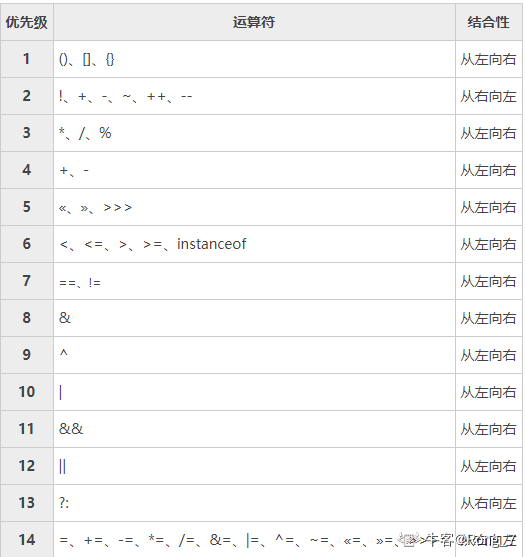 优先级 运算符 结合性
1 ()、[]、{} 从左向右
2 !、+、-、~、++、-- 从右向左
3 *、/、% 从左向右
4 +、- 从左向右
5 «、»、>>> 从左向右
6 <、<=、>、>=、instanceof 从左向右
7 ==、!= 从左向右
8 & 从左向右
9 ^ 从左向右
10 | 从左向右
11 && 从左向右
12 || 从左向右
13 ?: 从右向左
14 =、+=、-=、*=、/=、&=、|=、^=、~=、«=、»=、
牛客@Rong77